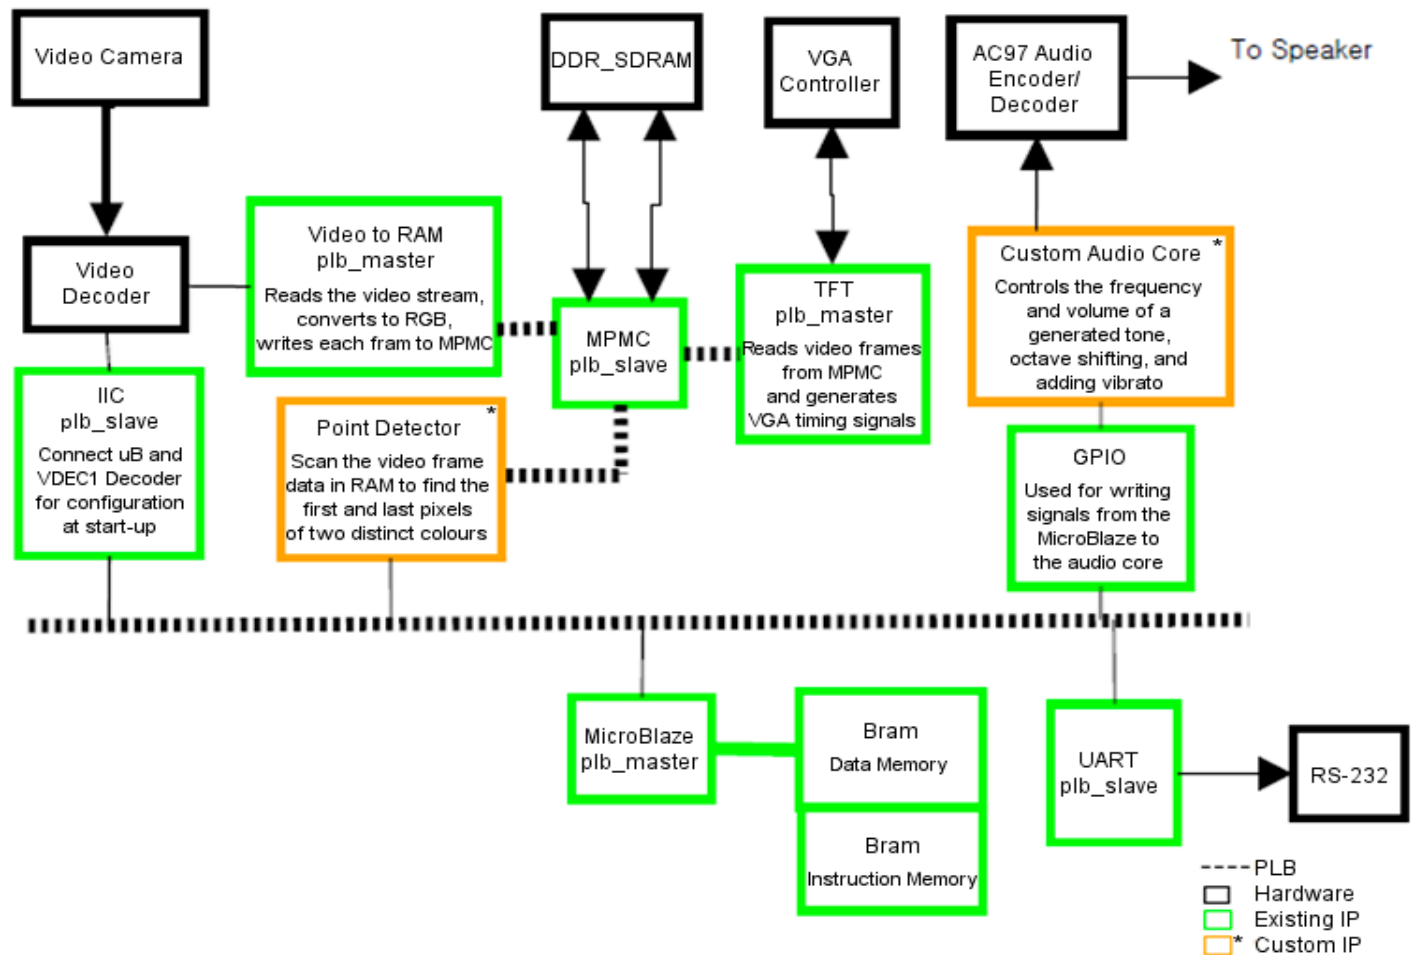 Video Camera
DDR_SDRAM
VGA
Controller
AC97 Audio
Encoder/
Decoder
To Speaker
Video
Decoder
Video to RAM
plb_master
Reads the video stream,
converts to RGB,
writes each fram to MPMC
MPMC
plb_slave
TFT
plb_master
Reads video frames
from MPMC
and generates
VGA timing signals
Custom Audio Core *
Controls the frequency
and volume of a
generated tone,
octave shifting, and
adding vibrato
IIC
plb_slave
Connect uB and
VDEC1 Decoder
for configuration
at start-up
*
Point Detector
Scan the video frame
data in RAM to find the
first and last pixels
of two distinct colours
GPIO
Used for writing
signals from the
MicroBlaze to
the audio core
MicroBlaze
plb_master
Bram
Data Memory
Bram
Instruction Memory
UART
plb_slave
RS-232
PLB
Hardware
Existing IP
* Custom IP